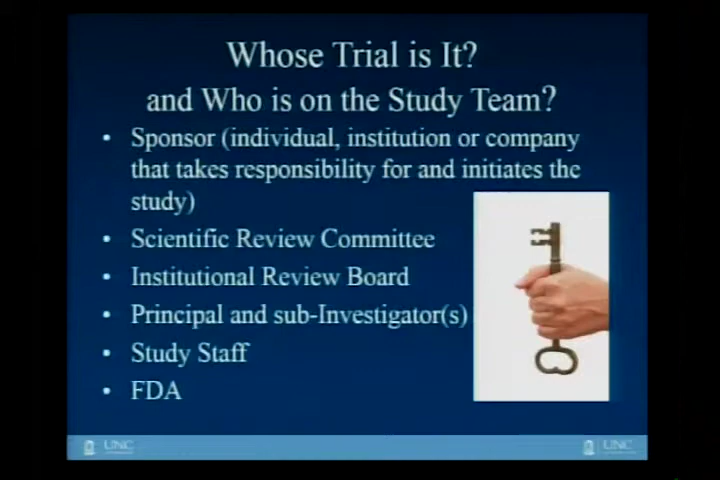 Whose Trial is It?
and Who is on the Study Team?
• Sponsor (individual, institution or company
that takes responsibility for and initiates the
study)
• Scientific Review Committee
• Institutional Review Board
• Principal and sub-Investigator(s)
• Study Staff
• FDA
UNC
UNC